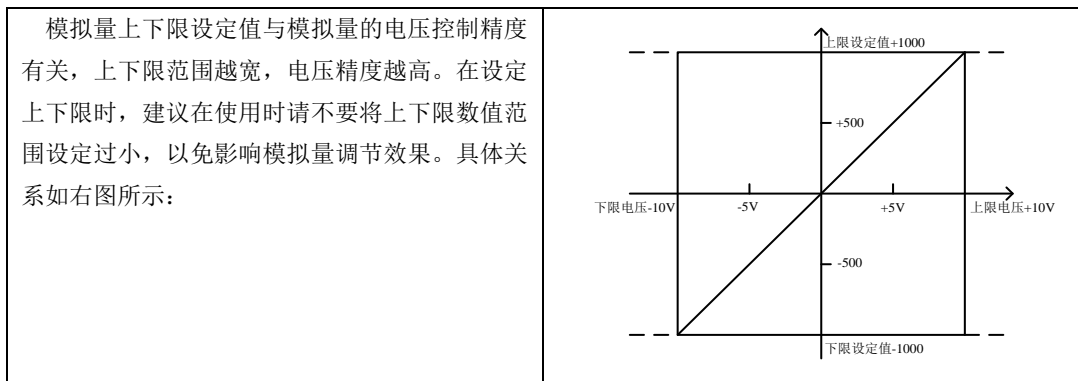 模拟量上下限设定值与模拟量的电压控制精度
有关，上下限范围越宽，电压精度越高。在设定
上下限时，建议在使用时请不要将上下限数值范
围设定过小，以免影响模拟量调节效果。具体关
系如右图所示：
上限设定值+1000
+500
下限电压-10V
-5V
+5V
上限电压+10V
-500
下限设定值-1000